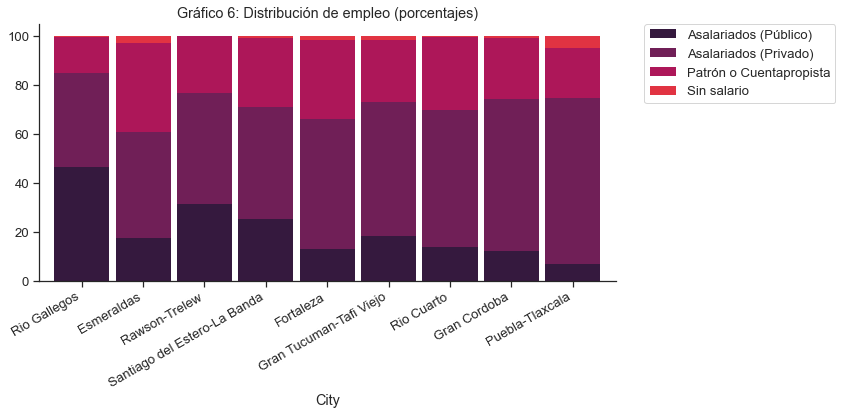 Gráfico 6: Distribución de empleo (porcentajes)
100
80
60
40
20
0
Rio Gallegos
Esmeraldas
Rawson-Trelew
Santiago del Estero-La Banda
Fortaleza
Gran Tucuman-Tafi Viejo
Rio Cuarto
Gran Cordoba
Puebla-Tlaxcala
City
Asalariados (Público)
Asalariados (Privado)
Patrón o Cuentapropista
Sin salario